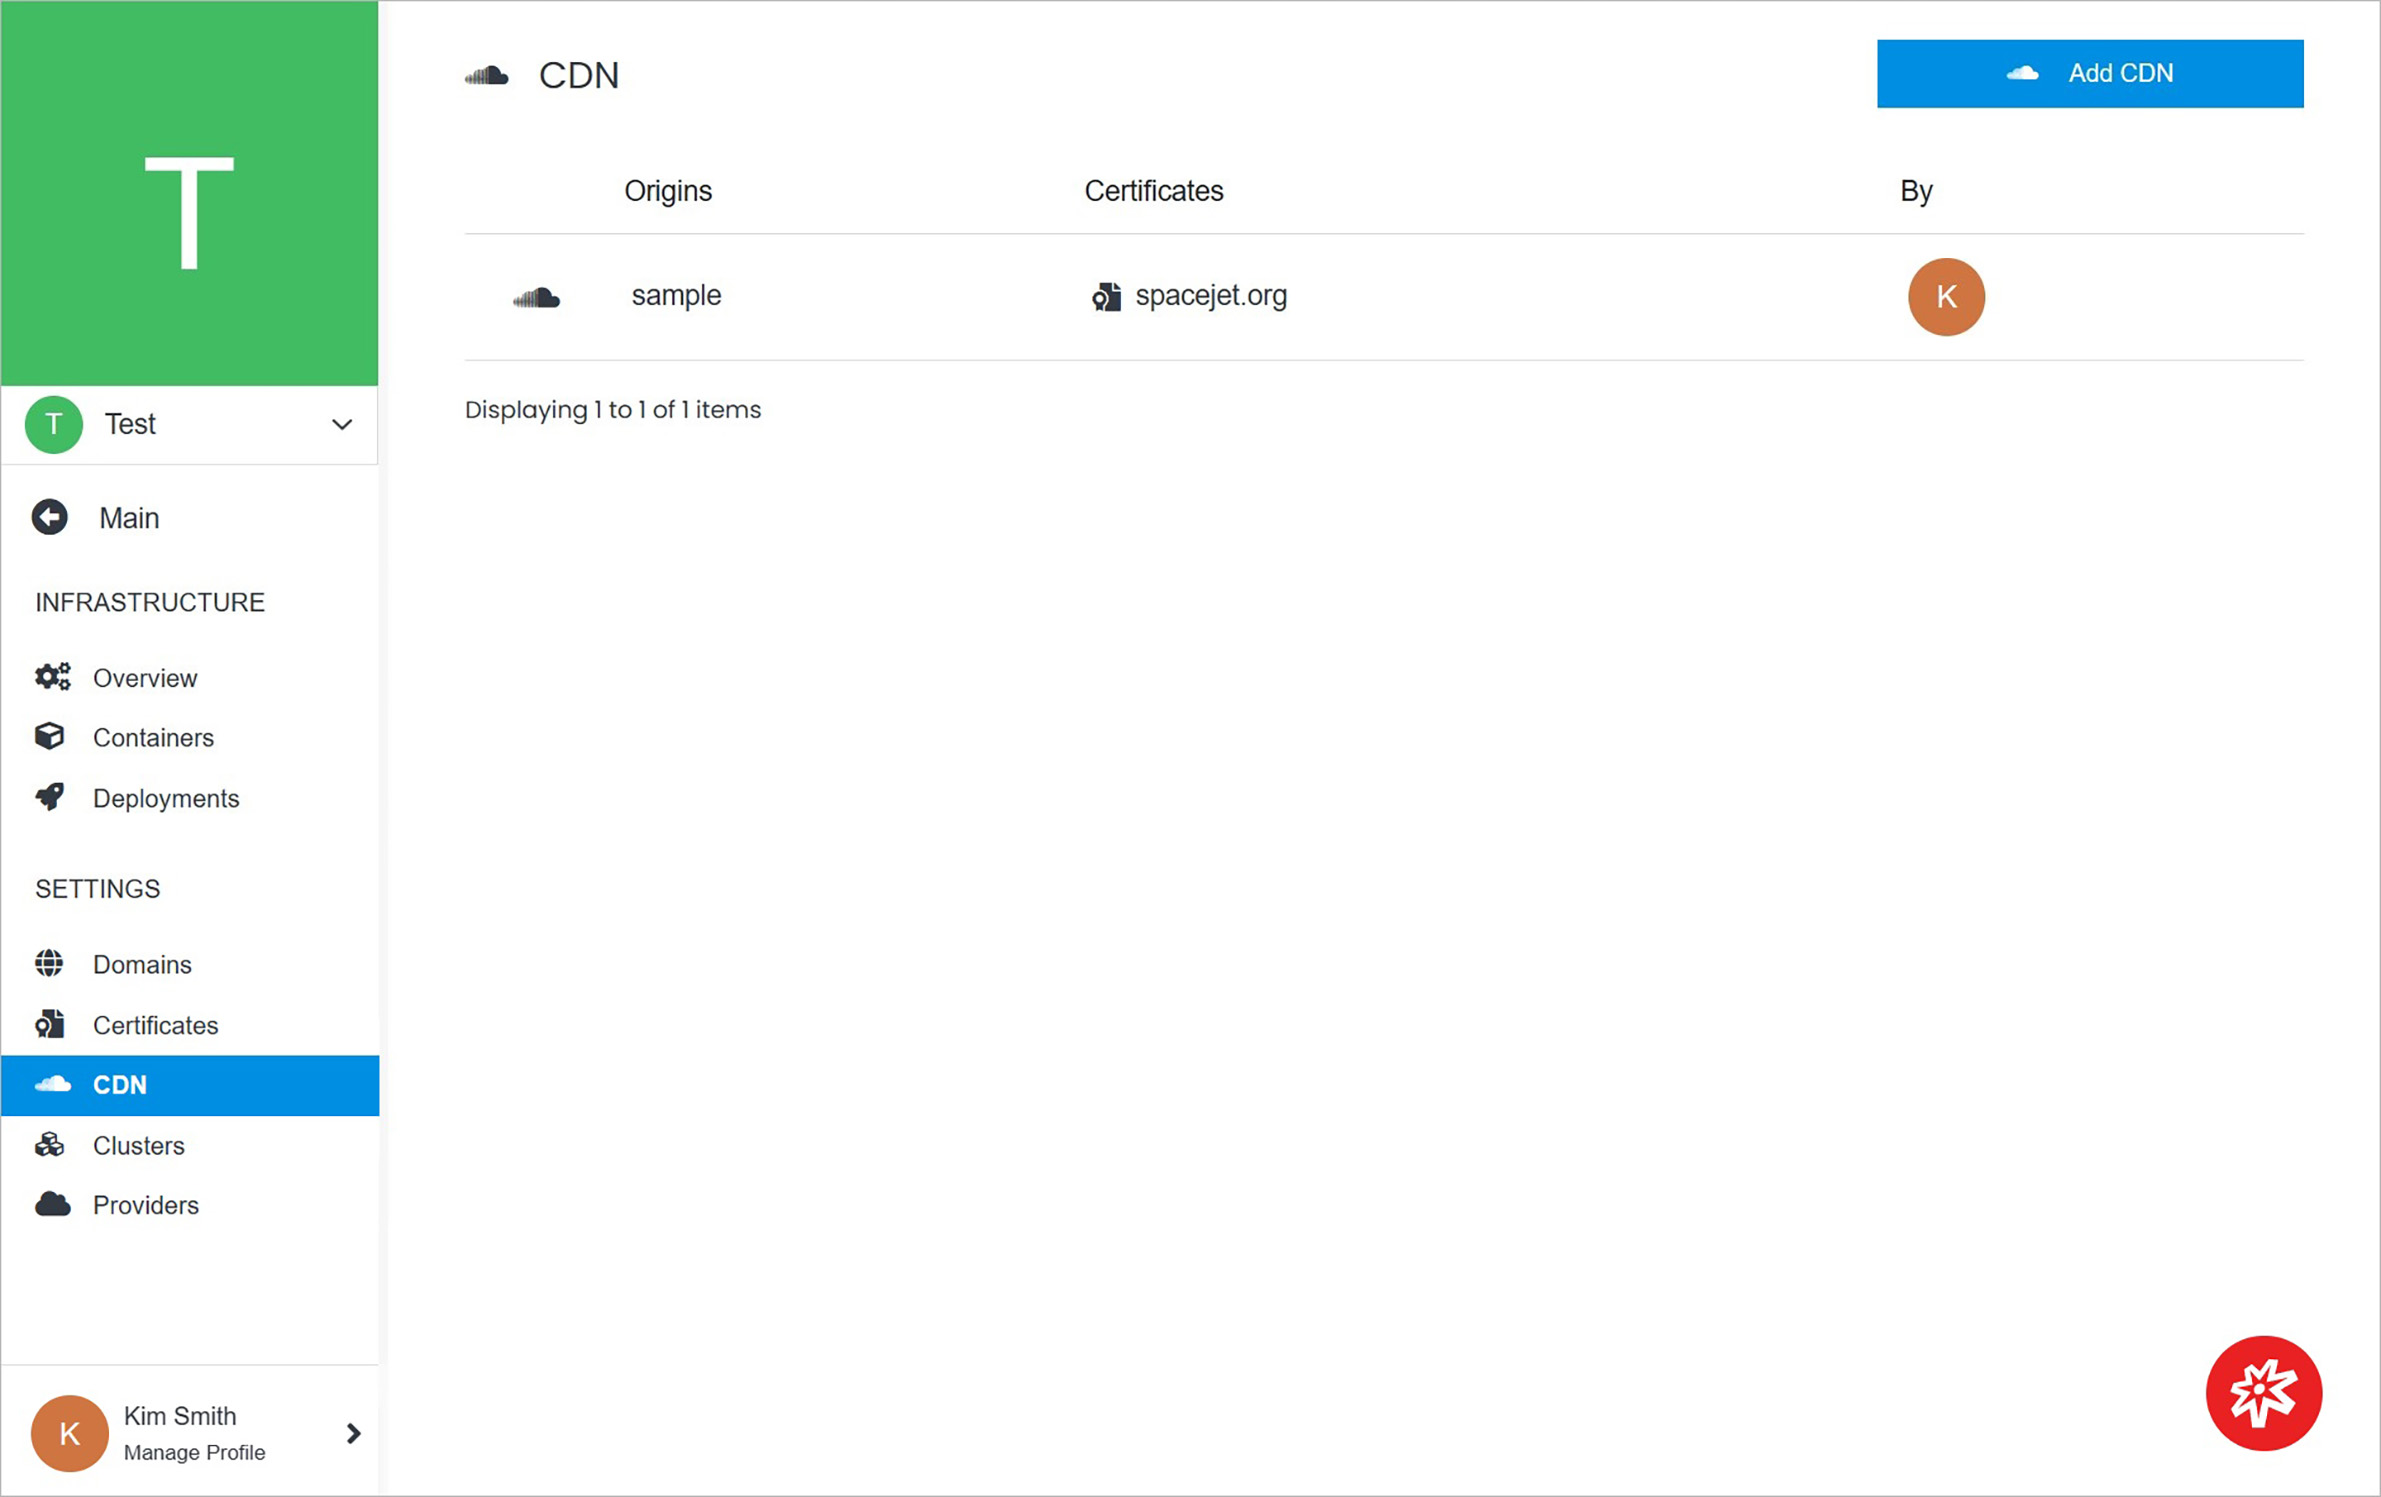 T
T Test
Main
INFRASTRUCTURE
Overview
Containers
Deployments
SETTINGS
Domains
Certificates
CDN
Clusters
Providers
K
Kim Smith
Manage Profile
CDN
Add CDN
Origins Certificates By
sample spacejet.org K
Displaying 1 to 1 of 1 items